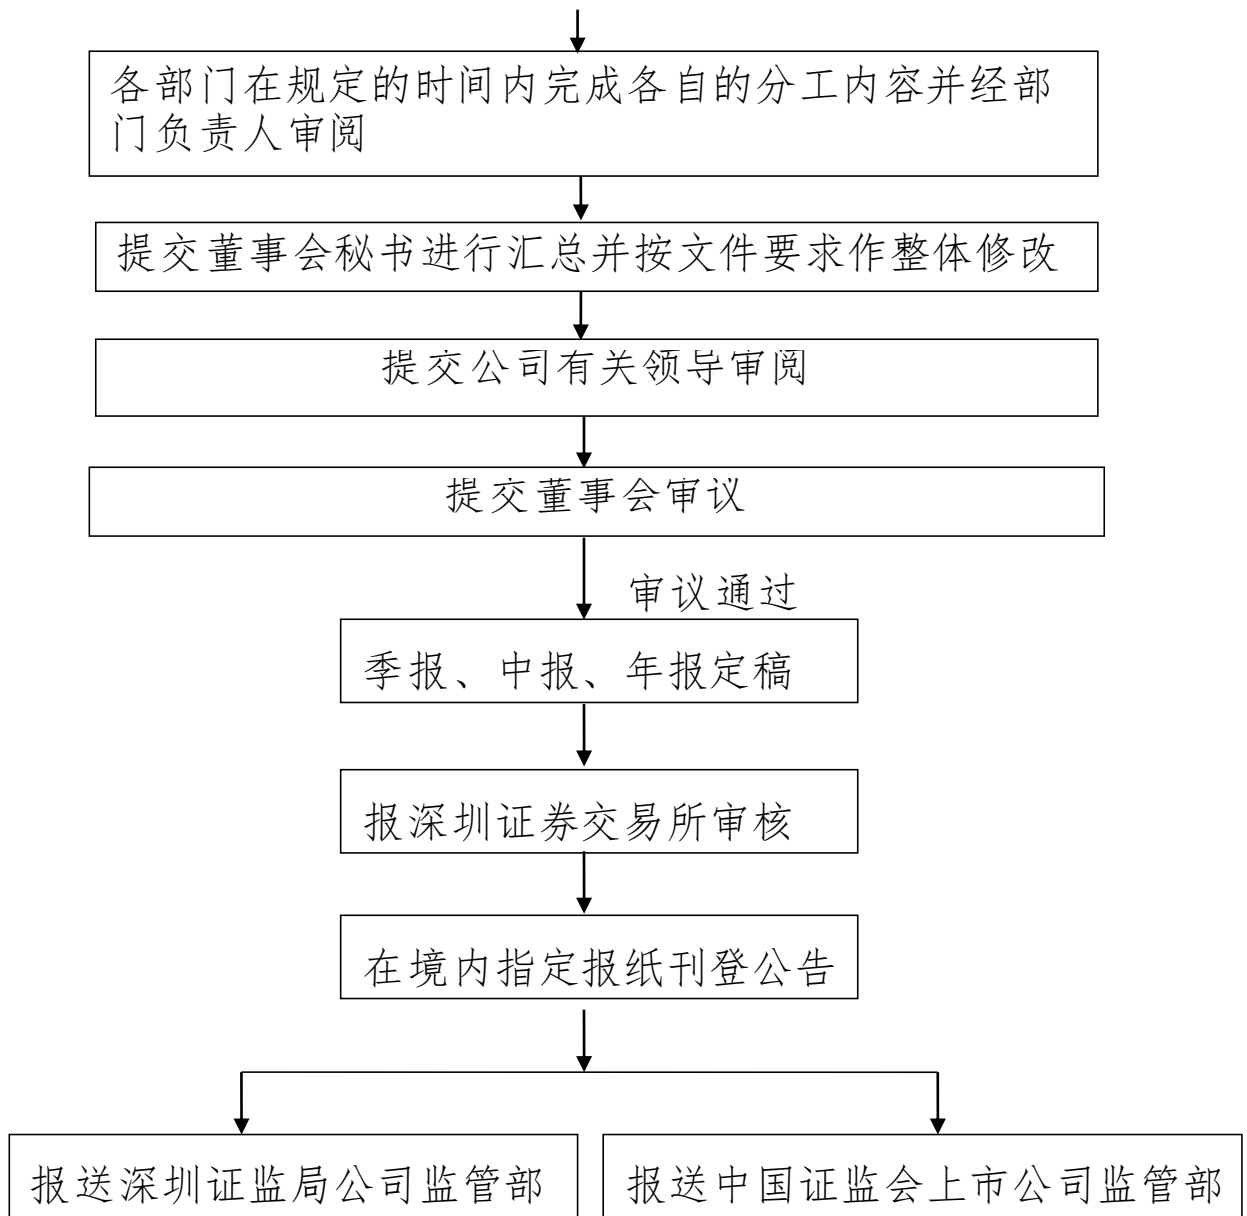 各部门在规定的时间内完成各自的分工内容并经部
门负责人审阅
提交董事会秘书进行汇总并按文件要求作整体修改
提交公司有关领导审阅
提交董事会审议
审议通过
季报、中报、年报定稿
报深圳证券交易所审核
在境内指定报纸刊登公告
报送深圳证监局公司监管部
报送中国证监会上市公司监管部